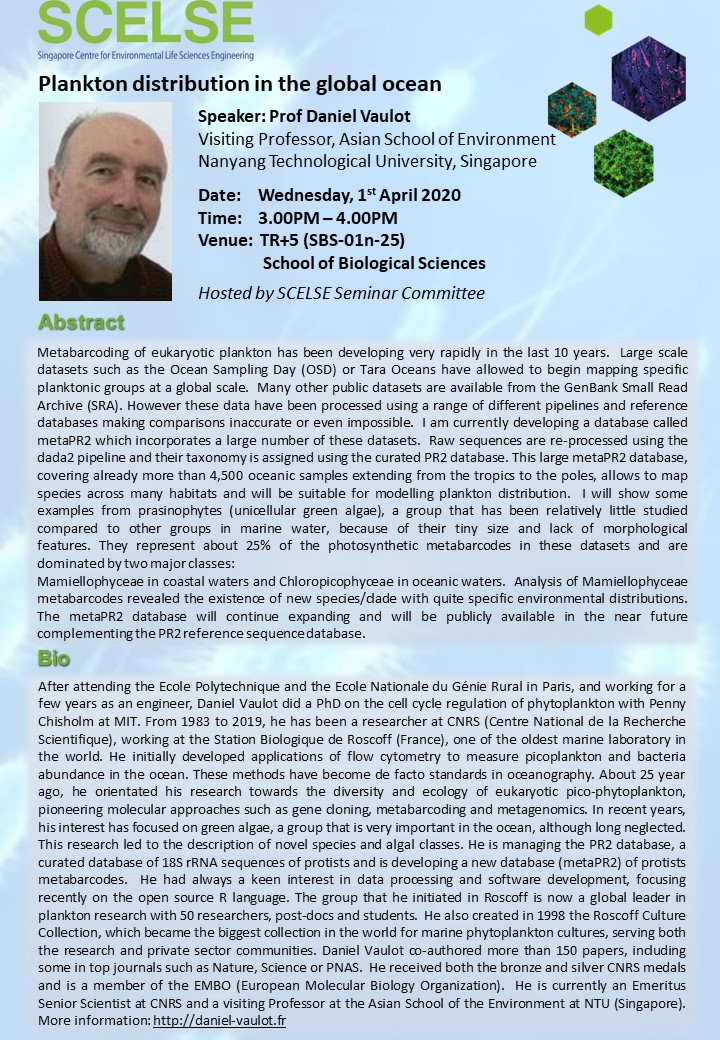 SCELSE
Singapore Centre for Environmental Life Sciences Engineering
Plankton distribution in the global ocean
Speaker: Prof Daniel Vaulot
Visiting Professor, Asian School of Environment
Nanyang Technological University, Singapore
Date: Wednesday, 1st April 2020
Time: 3.00PM – 4.00PM
Venue: TR+5 (SBS-01n-25)
School of Biological Sciences
Hosted by SCELSE Seminar Committee
Abstract
Metabarcoding of eukaryotic plankton has been developing very rapidly in the last 10 years. Large scale
datasets such as the Ocean Sampling Day (OSD) or Tara Oceans have allowed to begin mapping specific
planktonic groups at a global scale. Many other public datasets are available from the GenBank Small Read
Archive (SRA). However these data have been processed using a range of different pipelines and reference
databases making comparisons inaccurate or even impossible. I am currently developing a database called
metaPR2 which incorporates a large number of these datasets. Raw sequences are re-processed using the
dada2 pipeline and their taxonomy is assigned using the curated PR2 database. This large metaPR2 database,
covering already more than 4,500 oceanic samples extending from the tropics to the poles, allows to map
species across many habitats and will be suitable for modelling plankton distribution. I will show some
examples from prasinophytes (unicellular green algae), a group that has been relatively little studied
compared to other groups in marine water, because of their tiny size and lack of morphological
features. They represent about 25% of the photosynthetic metabarcodes in these datasets and are
dominated by two major classes:
Mamiellophyceae in coastal waters and Chloropicophyceae in oceanic waters. Analysis of Mamiellophyceae
metabarcodes revealed the existence of new species/clade with quite specific environmental distributions.
The metaPR2 database will continue expanding and will be publicly available in the near future
complementing the PR2 reference sequence database.
Bio
After attending the Ecole Polytechnique and the Ecole Nationale du Génie Rural in Paris, and working for a
few years as an engineer, Daniel Vaulot did a PhD on the cell cycle regulation of phytoplankton with Penny
Chisholm at MIT. From 1983 to 2019, he has been a researcher at CNRS (Centre National de la Recherche
Scientifique), working at the Station Biologique de Roscoff (France), one of the oldest marine laboratory in
the world. He initially developed applications of flow cytometry to measure picoplankton and bacteria
abundance in the ocean. These methods have become de facto standards in oceanography. About 25 year
ago, he orientated his research towards the diversity and ecology of eukaryotic pico-phytoplankton,
pioneering molecular approaches such as gene cloning, metabarcoding and metagenomics. In recent years,
his interest has focused on green algae, a group that is very important in the ocean, although long neglected.
This research led to the description of novel species and algal classes. He is managing the PR2 database, a
curated database of 18S rRNA sequences of protists and is developing a new database (metaPR2) of protists
metabarcodes. He had always a keen interest in data processing and software development, focusing
recently on the open source R language. The group that he initiated in Roscoff is now a global leader in
plankton research with 50 researchers, post-docs and students. He also created in 1998 the Roscoff Culture
Collection, which became the biggest collection in the world for marine phytoplankton cultures, serving both
the research and private sector communities. Daniel Vaulot co-authored more than 150 papers, including
some in top journals such as Nature, Science or PNAS. He received both the bronze and silver CNRS medals
and is a member of the EMBO (European Molecular Biology Organization). He is currently an Emeritus
Senior Scientist at CNRS and a visiting Professor at the Asian School of the Environment at NTU (Singapore).
More information: http://daniel-vaulot.fr